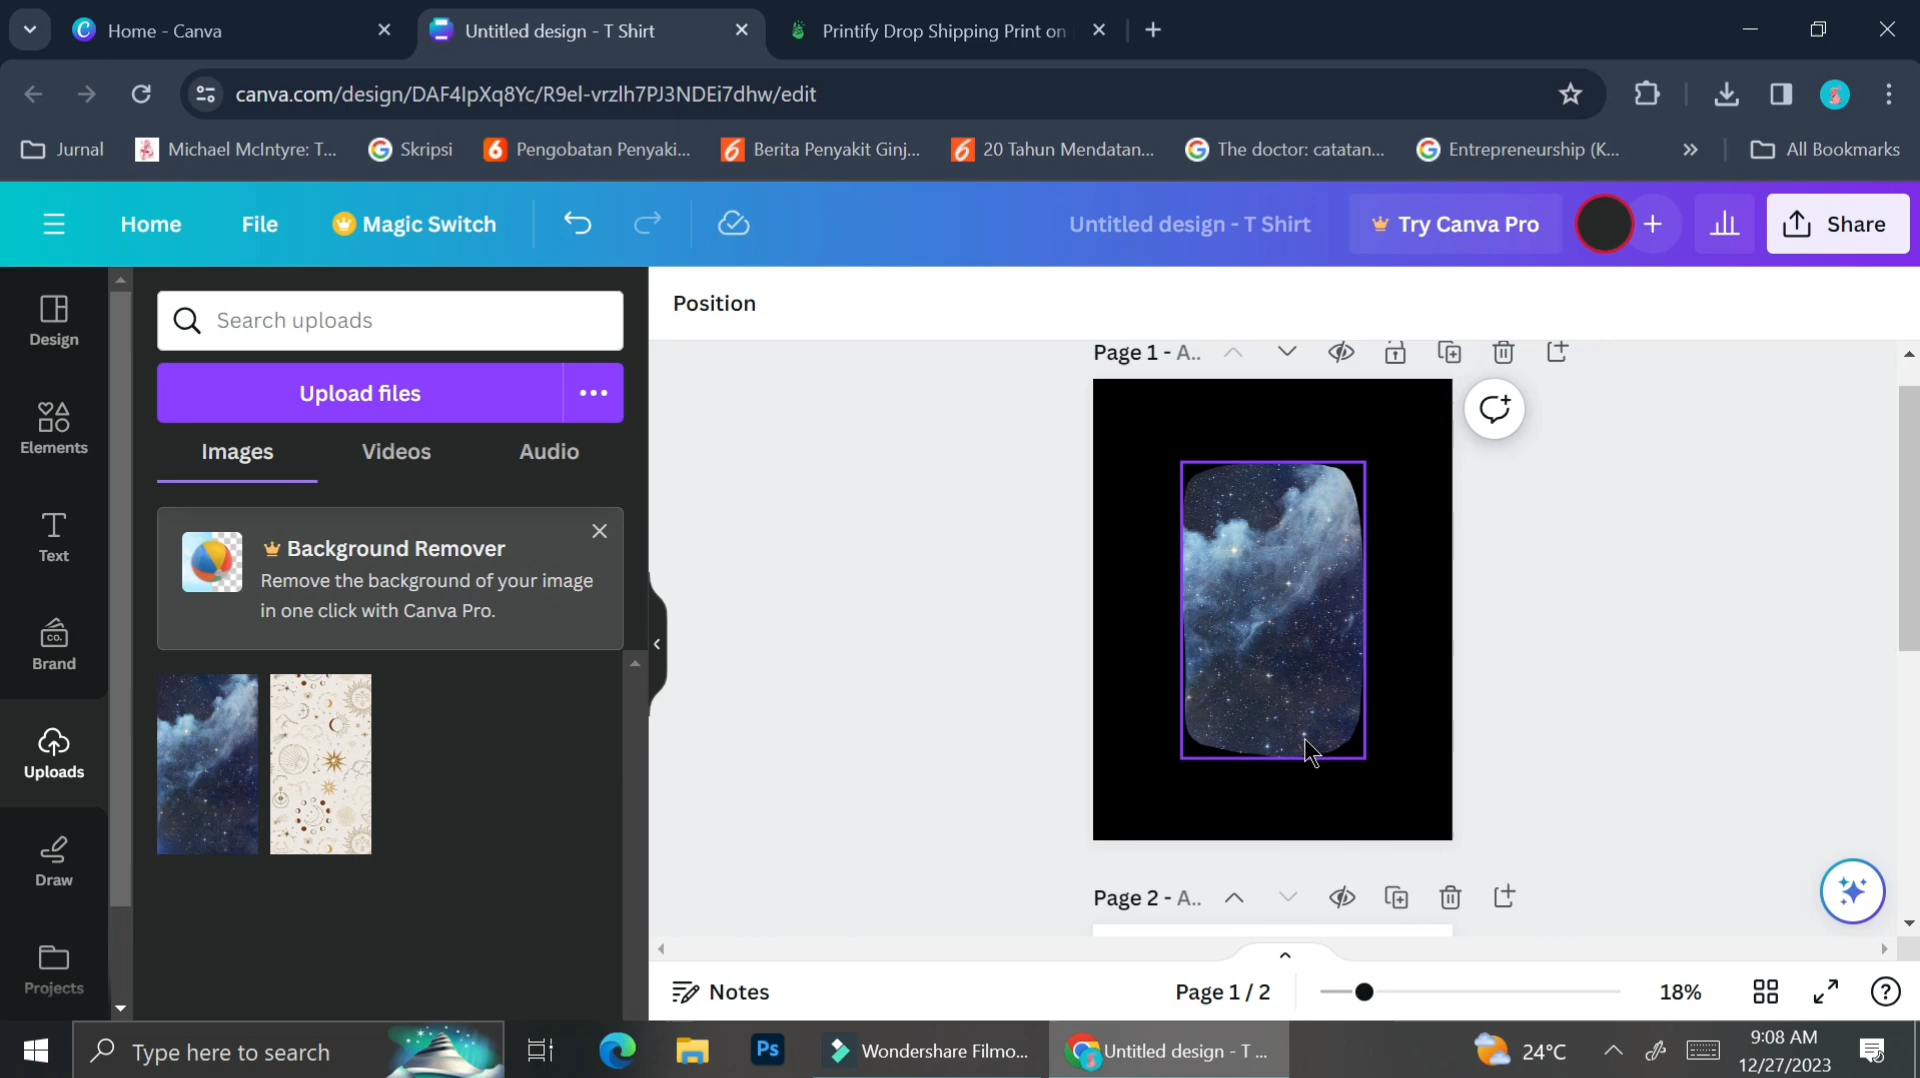 Home - Canva
Untitled design - T Shirt
Printify Drop Shipping Print on
canva.com/design/DAF4lpXq8Yc/R9el-vrzlh7PJ3NDEi7dhw/edit
Jurnal
Michael McIntyre: T...
Skripsi
Pengobatan Penyaki...
Berita Penyakit Ginj...
20 Tahun Mendatan...
The doctor: catatan...
Entrepreneurship (K...
All Bookmarks
Home
File
Magic Switch
Untitled design - T Shirt
Try Canva Pro
Share
Design
Elements
Text
Brand
Uploads
Draw
Projects
Search uploads
Upload files
Images
Videos
Audio
Background Remover
Remove the background of your image
in one click with Canva Pro.
Position
Page 1 - A..
Page 2 - A..
Notes
Page 1 / 2
18%
Type here to search
Ps
Wondershare Filmo...
Untitled design - T ...
24°C
9:08 AM
12/27/2023